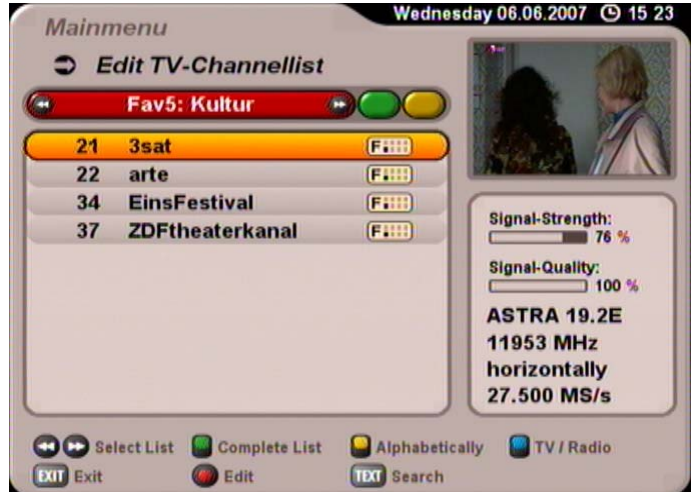 Wednesday 06.06.2007 15 23
Mainmenu
Edit TV-Channellist
Fav5: Kultur
21 3sat F
22 arte F
34 EinsFestival F
37 ZDFtheaterkanal F
Signal-Strength:
76 %
Signal-Quality:
100 %
ASTRA 19.2E
11953 MHz
horizontally
27.500 MS/s
Select List Complete List Alphabetically TV / Radio
EXIT Exit Edit TEXT Search